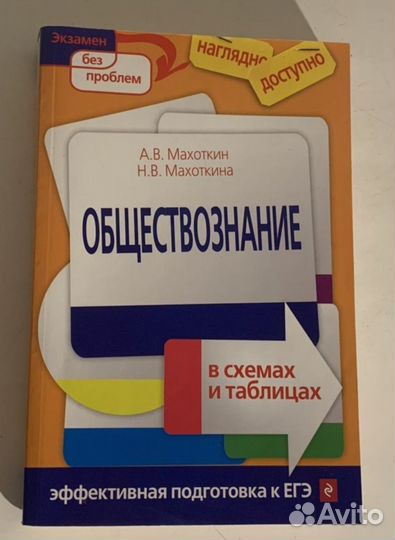 Экзамен
без
проблем
наглядно
доступно
А.В. Махоткин
Н.В. Махоткина
ОБЩЕСТВОЗНАНИЕ
в схемах
и таблицах
эффективная подготовка к ЕГЭ
Avito